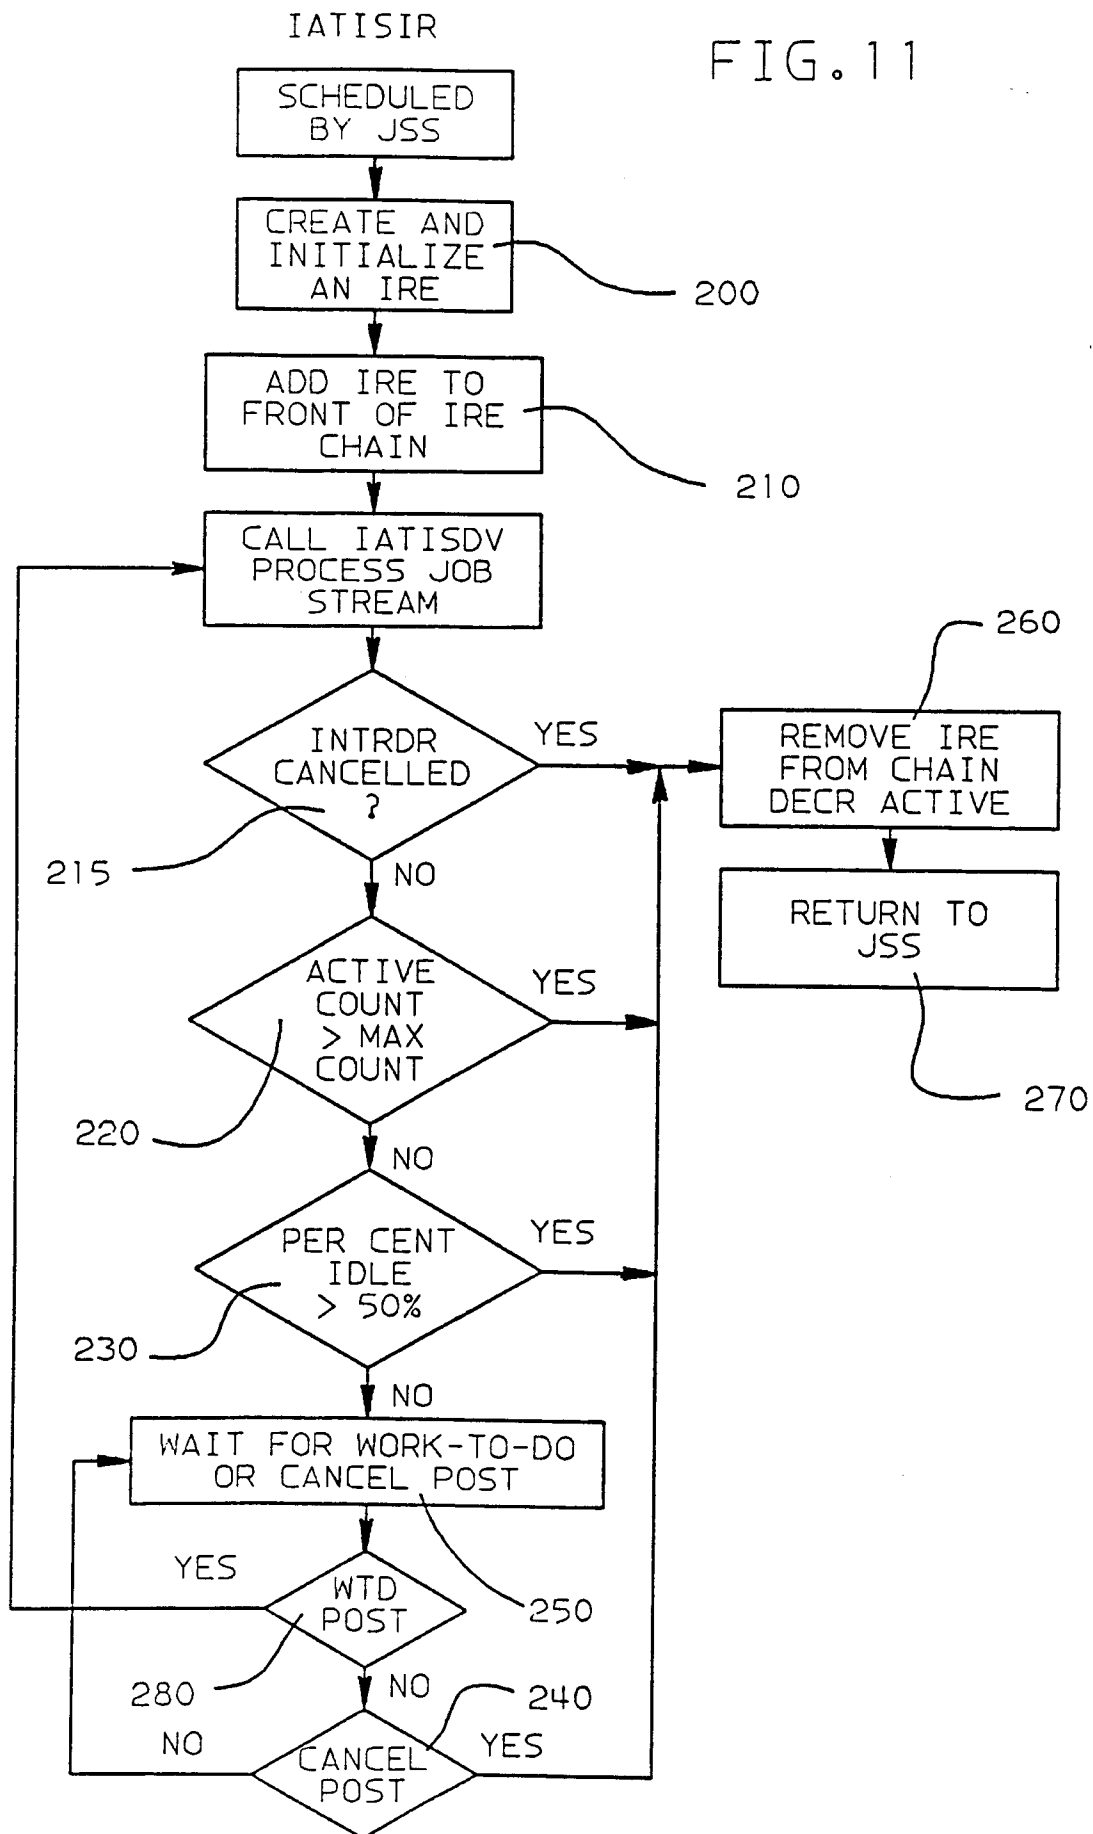 IATISIR
FIG.11
SCHEDULED
BY JSS
CREATE AND
INITIALIZE
AN IRE
200
ADD IRE TO
FRONT OF IRE
CHAIN
210
CALL IATISDV
PROCESS JOB
STREAM
260
INTRDR
CANCELLED
?
YES
REMOVE IRE
FROM CHAIN
DECR ACTIVE
215
NO
RETURN TO
JSS
270
ACTIVE
COUNT
> MAX
COUNT
YES
220
NO
PER CENT
IDLE
> 50%
YES
230
NO
WAIT FOR WORK-TO-DO
OR CANCEL POST
250
YES
WTD
POST
280
NO
240
NO
CANCEL
POST
YES